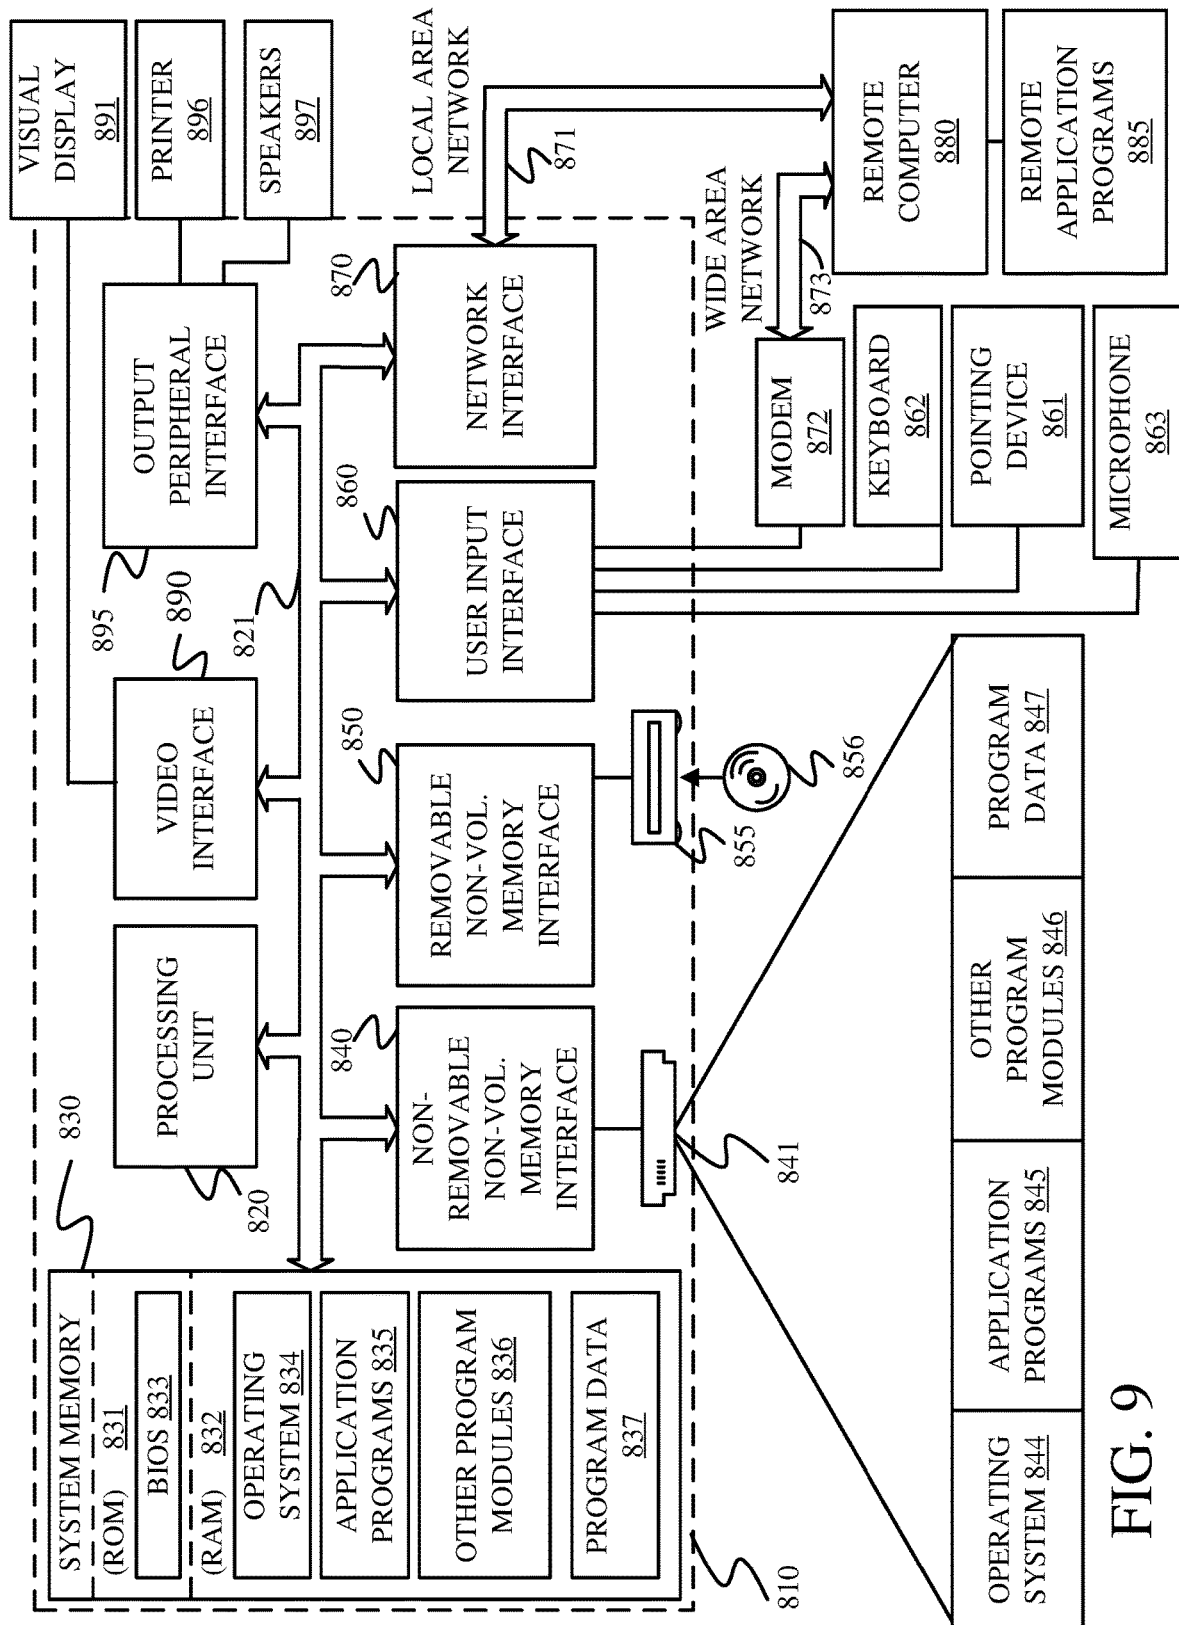 SYSTEM MEMORY
(ROM) 831
BIOS 833
(RAM) 832
OPERATING
SYSTEM 834
APPLICATION
PROGRAMS 835
OTHER PROGRAM
MODULES 836
PROGRAM DATA
837
830
810
PROCESSING
UNIT
820
VIDEO
INTERFACE
890
OUTPUT
PERIPHERAL
INTERFACE
895
821
VISUAL
DISPLAY
891
PRINTER
896
SPEAKERS
897
NON-
REMOVABLE
NON-VOL.
MEMORY
INTERFACE
840
REMOVABLE
NON-VOL.
MEMORY
INTERFACE
850
USER INPUT
INTERFACE
860
NETWORK
INTERFACE
870
LOCAL AREA
NETWORK
871
841
855
856
WIDE AREA
NETWORK
873
MODEM
872
KEYBOARD
862
POINTING
DEVICE
861
MICROPHONE
863
REMOTE
COMPUTER
880
REMOTE
APPLICATION
PROGRAMS
885
OPERATING
SYSTEM 844
APPLICATION
PROGRAMS 845
OTHER
PROGRAM
MODULES 846
PROGRAM
DATA 847
FIG. 9